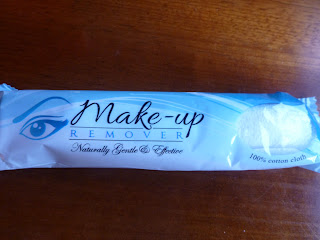 Make-up
REMOVER
Naturally Gentle & Effective
100% cotton cloth